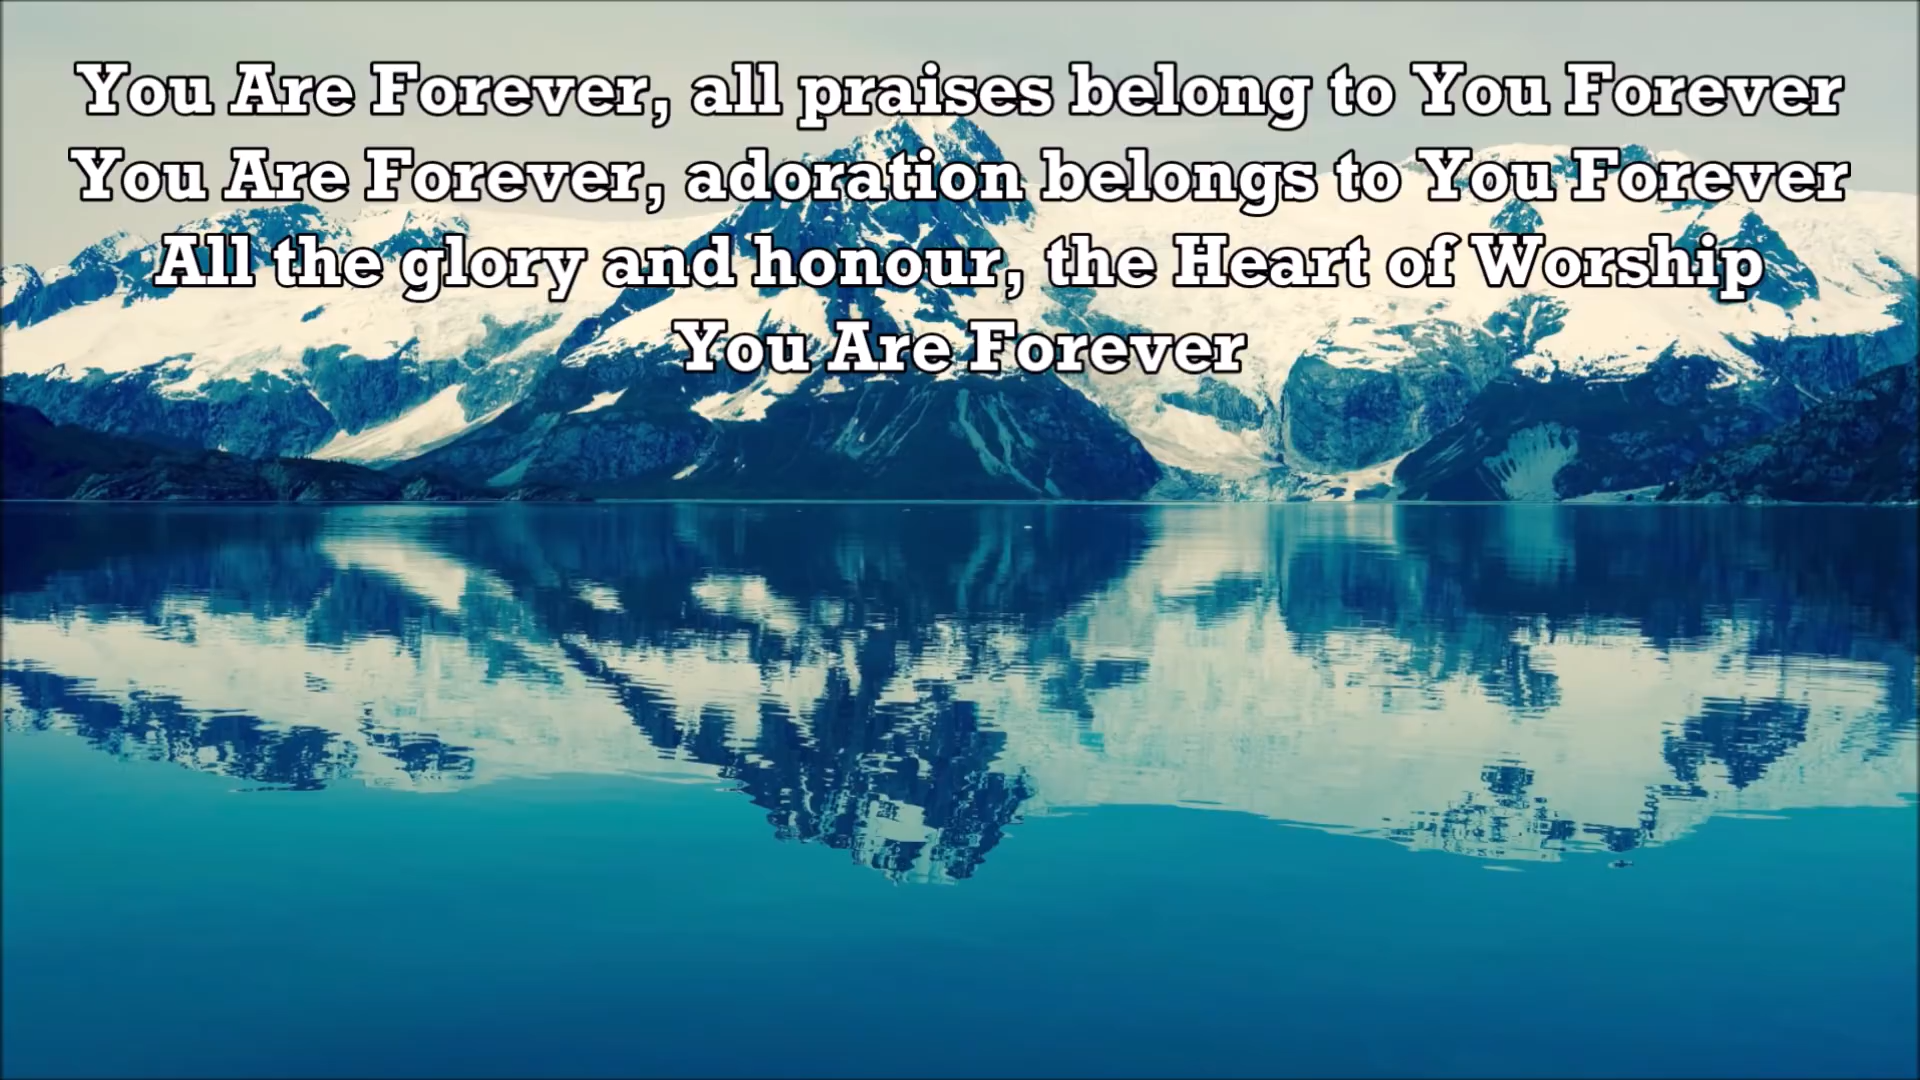 You Are Forever, all praises belong to You Forever
You Are Forever, adoration belongs to You Forever
All the glory and honour, the Heart of Worship
You Are Forever